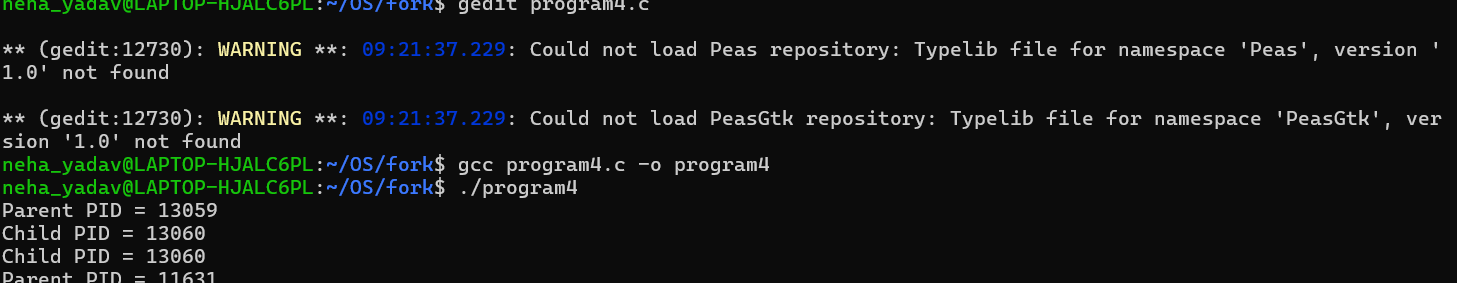 neha_yadav@LAPTOP-HJALC6PL:~/OS/fork$ gedit program4.c
** (gedit:12730): WARNING **: 09:21:37.229: Could not load Peas repository: Typelib file for namespace 'Peas', version '
1.0' not found
** (gedit:12730): WARNING **: 09:21:37.229: Could not load PeasGtk repository: Typelib file for namespace 'PeasGtk', ver
sion '1.0' not found
neha_yadav@LAPTOP-HJALC6PL:~/OS/fork$ gcc program4.c -o program4
neha_yadav@LAPTOP-HJALC6PL:~/OS/fork$ ./program4
Parent PID = 13059
Child PID = 13060
Child PID = 13060
Parent PID = 11631